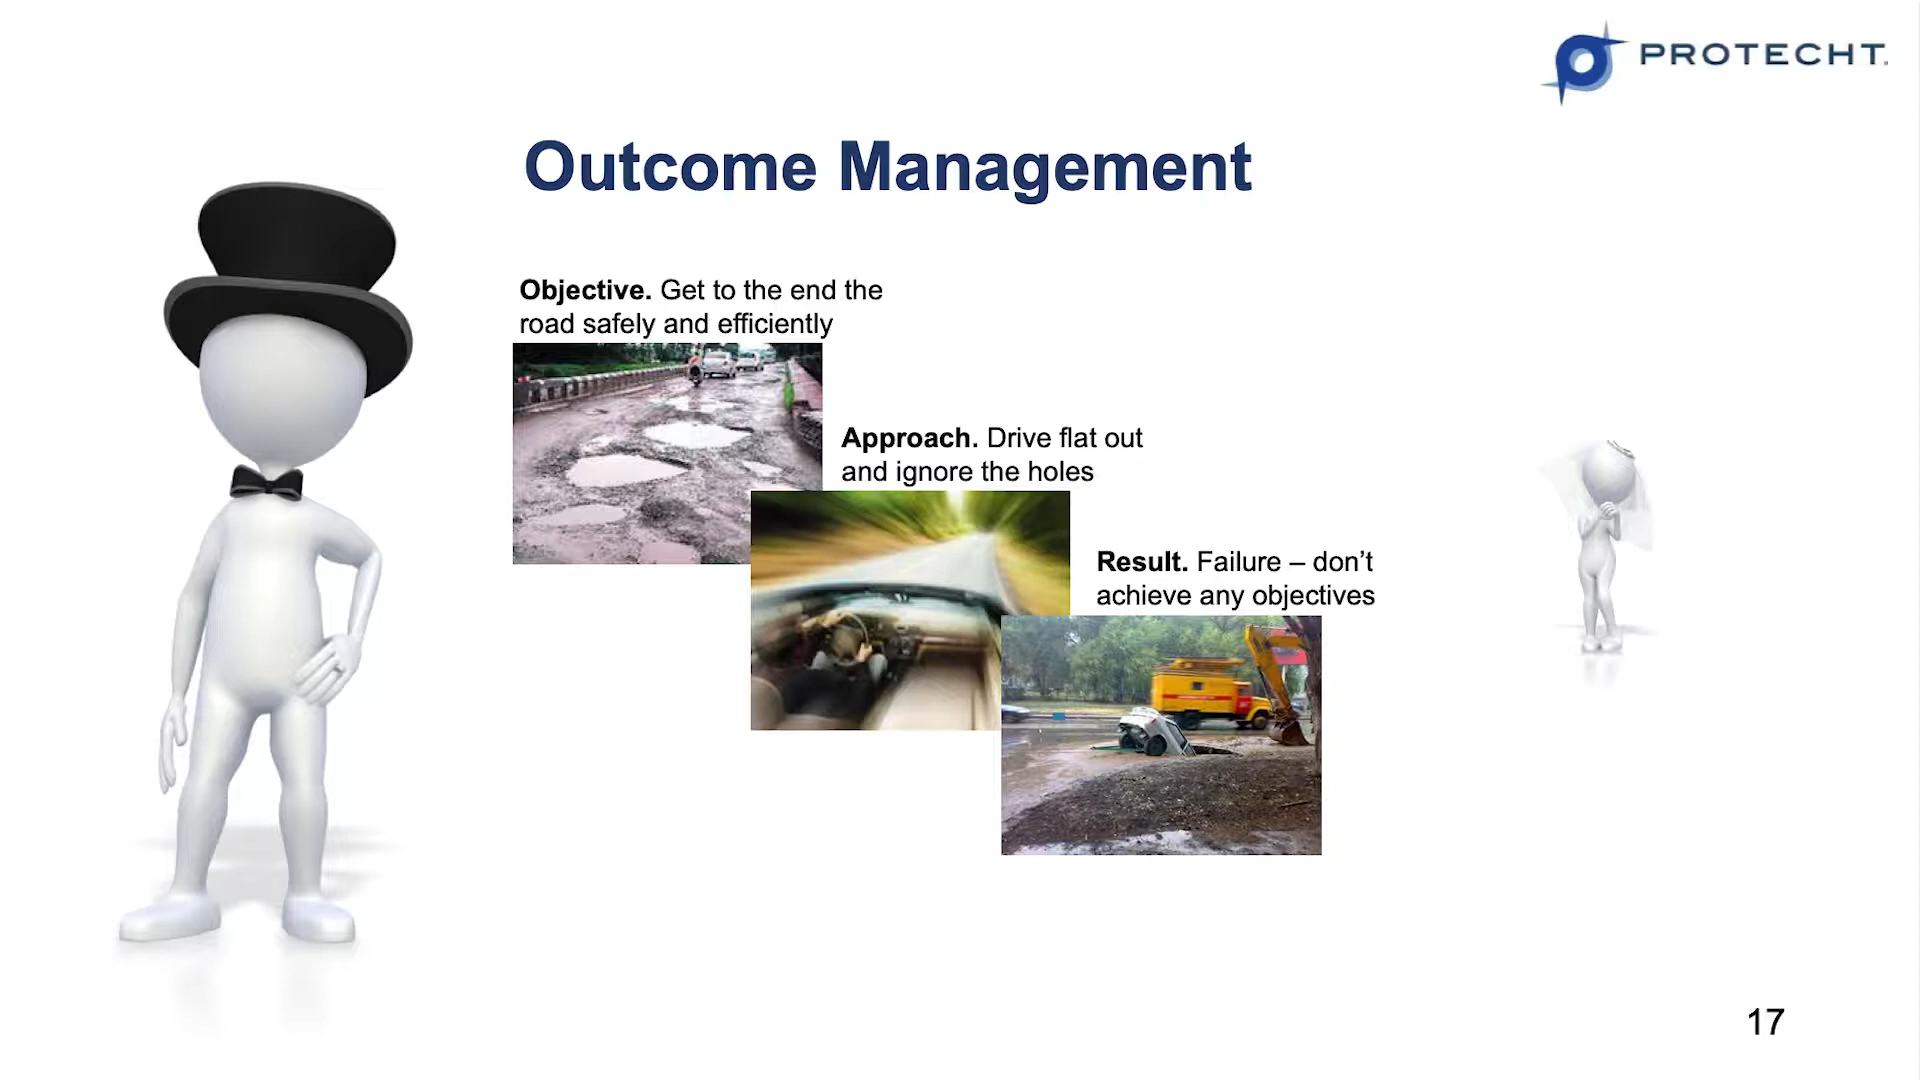 PROTECHT.
Outcome Management
Objective. Get to the end the
road safely and efficiently
Approach. Drive flat out
and ignore the holes
Result. Failure – don’t
achieve any objectives
17